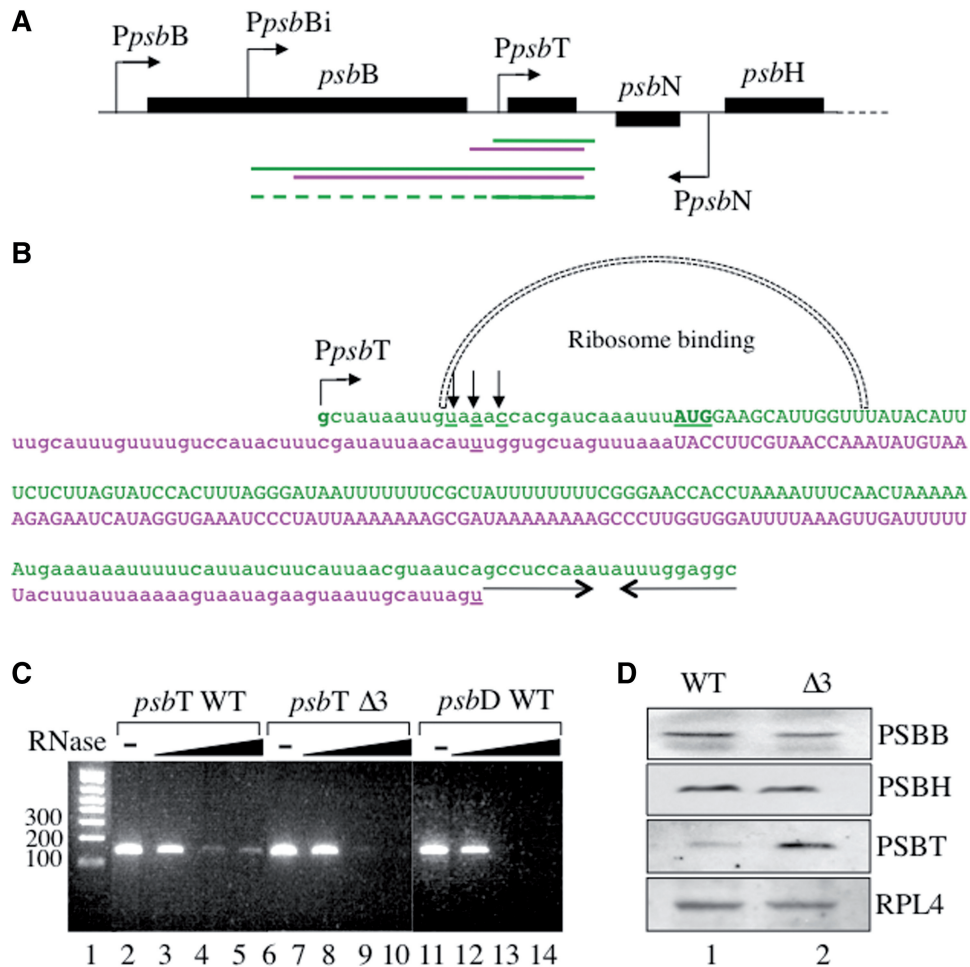 A
PpsbB
PpsbBi
psbB
PpsbT
psbN
psbH
PpsbN
B
Ribosome binding
PpsbT
gcuauaauuguaaaccacgaucaaauuuAUGGAAGCAUUGGUUUAUACAUU
uugcauuuguuuuguccauacuuucgauauuaacauuuggugcuaguuuaaaUACCUUCGUAACCAAAUAUGUAA
UCUCUUAGUAUCCACUUUAGGGAUAAUUUUUUUCGCUAUUUUUUUUCGGGAACCACCUAAAAUUUCAACUAAAAA
AGAGAAUCAUAGGUGAAAUCCCUAUUAAAAAAAGCGAUAAAAAAAAGCCCUUGGUGGAUUUUAAAGUUGAUUUUU
Augaaauaauuuuucauuaucuucauuaacguaaucagccuccaaauauuuggaggc
Uacuuuauuaaaaaguaauagaaguaauugcauuagu
C
psbT WT psbT Δ3 psbD WT
RNase - - -
300
200
100
1 2 3 4 5 6 7 8 9 10 11 12 13 14
D
WT Δ3
PSBB
PSBH
PSBT
RPL4
1 2